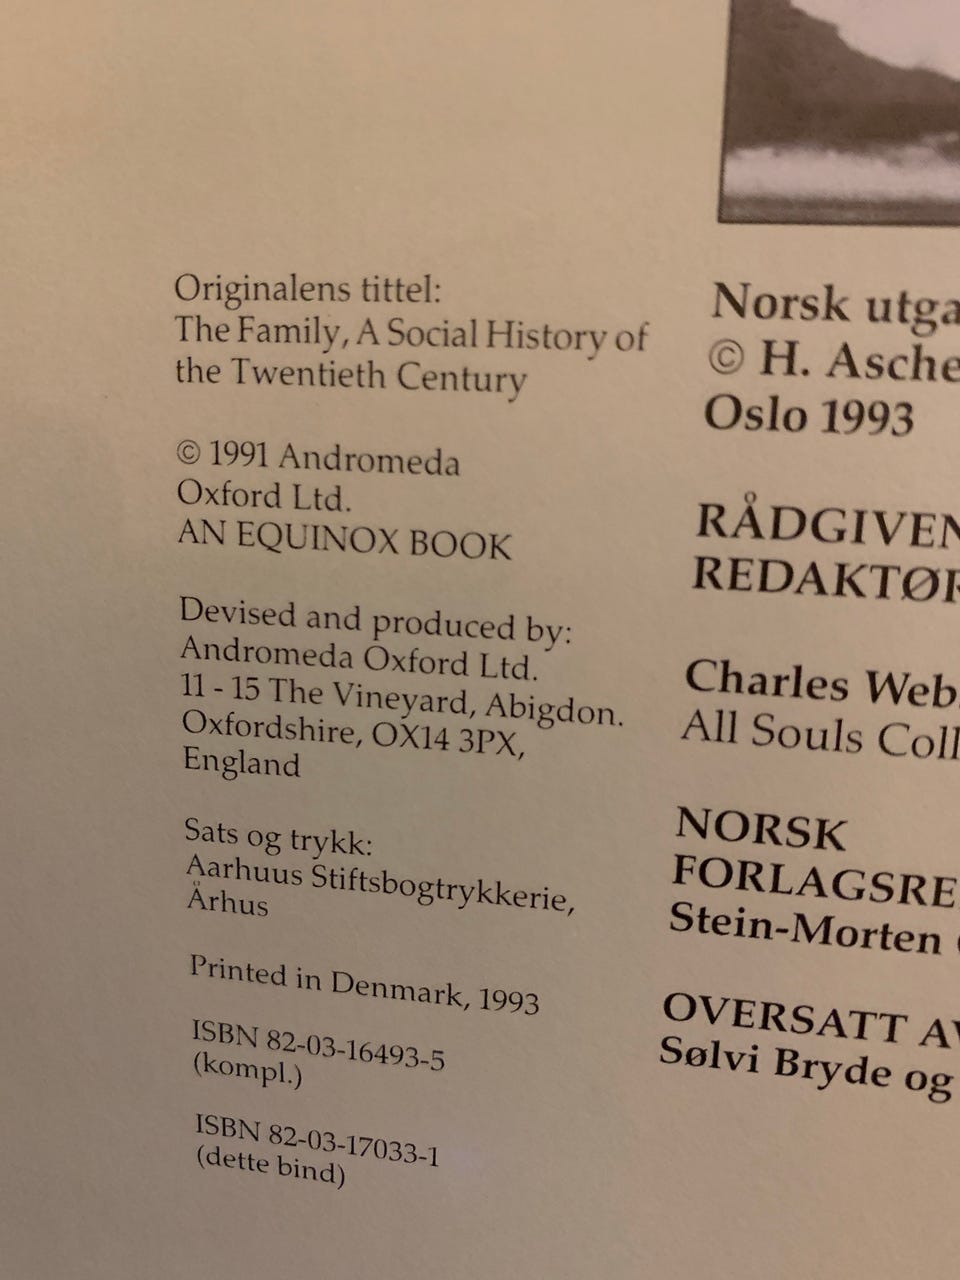 Originalens tittel:
The Family, A Social History of
the Twentieth Century
© 1991 Andromeda
Oxford Ltd.
AN EQUINOX BOOK
Devised and produced by:
Andromeda Oxford Ltd.
11 - 15 The Vineyard, Abigdon.
Oxfordshire, OX14 3PX,
England
Sats og trykk:
Aarhuus Stiftsbogtrykkerie,
Århus
Printed in Denmark, 1993
ISBN 82-03-16493-5
(kompl.)
ISBN 82-03-17033-1
(dette bind)
Norsk
© H.
Oslo 1993
Charles
All Souls
NORSK
Stein-Morten
OVERSATT
Sølvi Bryde og